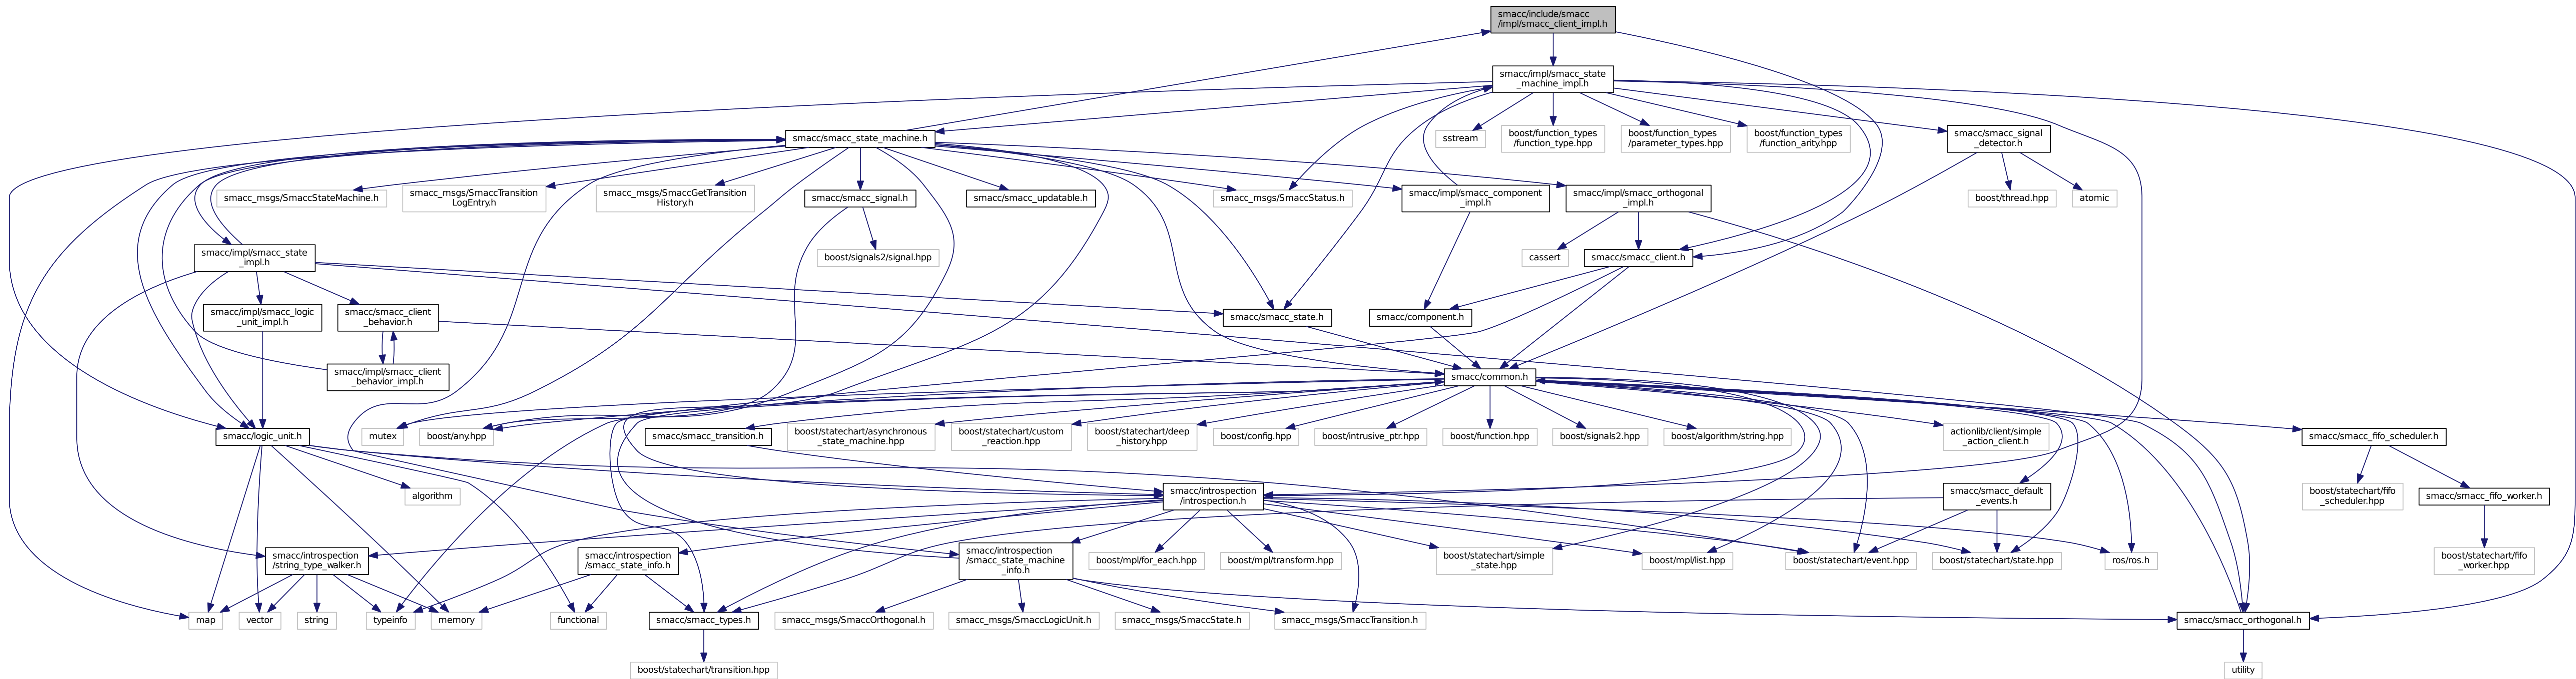 smacc/include/smacc
/impl/smacc_client_impl.h
smacc/impl/smacc_state
_machine_impl.h
smacc/smacc_state_machine.h
sstream
boost/function_types
/function_type.hpp
boost/function_types
/parameter_types.hpp
boost/function_types
/function_arity.hpp
smacc/smacc_signal
_detector.h
smacc_msgs/SmaccStateMachine.h
smacc_msgs/SmaccTransition
LogEntry.h
smacc_msgs/SmaccGetTransition
History.h
smacc/smacc_signal.h
smacc/smacc_updatable.h
smacc_msgs/SmaccStatus.h
smacc/impl/smacc_component
_impl.h
smacc/impl/smacc_orthogonal
_impl.h
boost/thread.hpp
atomic
smacc/impl/smacc_state
_impl.h
boost/signals2/signal.hpp
cassert
smacc/smacc_client.h
smacc/impl/smacc_logic
_unit_impl.h
smacc/smacc_client
_behavior.h
smacc/smacc_state.h
smacc/component.h
smacc/impl/smacc_client
_behavior_impl.h
smacc/common.h
smacc/logic_unit.h
mutex
boost/any.hpp
smacc/smacc_transition.h
boost/statechart/asynchronous
_state_machine.hpp
boost/statechart/custom
_reaction.hpp
boost/statechart/deep
_history.hpp
boost/config.hpp
boost/intrusive_ptr.hpp
boost/function.hpp
boost/signals2.hpp
boost/algorithm/string.hpp
actionlib/client/simple
_action_client.h
smacc/smacc_fifo_scheduler.h
algorithm
smacc/introspection
/introspection.h
smacc/smacc_default
_events.h
boost/statechart/fifo
_scheduler.hpp
smacc/smacc_fifo_worker.h
smacc/introspection
/string_type_walker.h
smacc/introspection
/smacc_state_info.h
smacc/introspection
/smacc_state_machine
_info.h
boost/mpl/for_each.hpp
boost/mpl/transform.hpp
boost/statechart/simple
_state.hpp
boost/mpl/list.hpp
boost/statechart/event.hpp
boost/statechart/state.hpp
ros/ros.h
boost/statechart/fifo
_worker.hpp
map
vector
string
typeinfo
memory
functional
smacc/smacc_types.h
smacc_msgs/SmaccOrthogonal.h
smacc_msgs/SmaccLogicUnit.h
smacc_msgs/SmaccState.h
smacc_msgs/SmaccTransition.h
smacc/smacc_orthogonal.h
boost/statechart/transition.hpp
utility